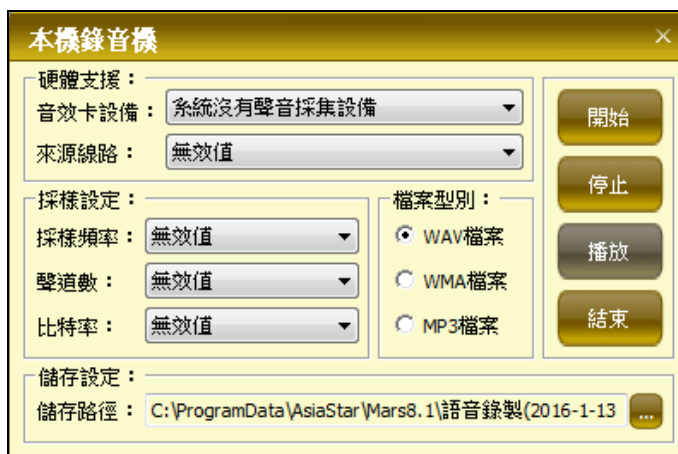 本機錄音機
硬體支援：
音效卡設備： 系統沒有聲音採集設備
來源線路： 無效值
採樣設定：
採樣頻率： 無效值
聲道數： 無效值
比特率： 無效值
檔案型別：
WAV檔案
WMA檔案
MP3檔案
開始
停止
播放
結束
儲存設定：
儲存路徑： C:\ProgramData\AsiaStar\Mars8.1\語音錄製(2016-1-13
...